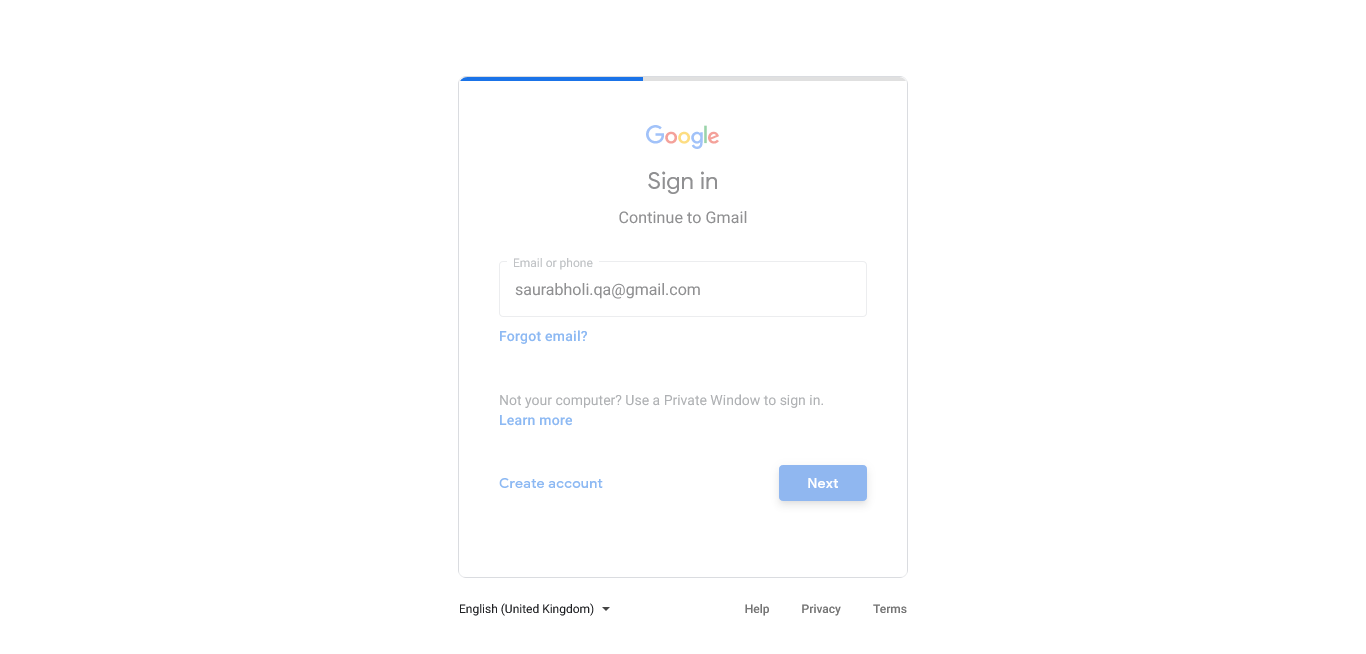 Google
Sign in
Continue to Gmail
Email or phone
saurabholi.qa@gmail.com
Forgot email?
Not your computer? Use a Private Window to sign in.
Learn more
Create account
Next
English (United Kingdom)
Help
Privacy
Terms